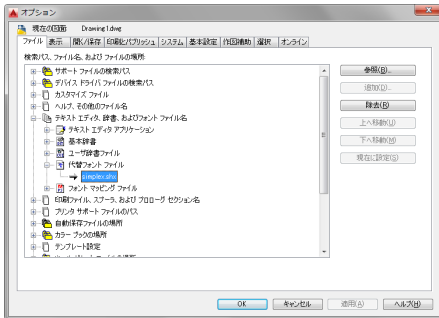 オプション
現在の図面 Drawing1.dwg
ファイル 表示 開く/保存 印刷とパブリッシュ システム 基本設定 作図補助 選択 オンライン
検索パス、ファイル名、および ファイルの場所:
サポート ファイルの検索パス
デバイス ドライバ ファイルの検索パス
カスタマイズ ファイル
ヘルプ、その他のファイル名
テキスト エディタ、辞書、およびフォント ファイル名
テキスト エディタ アプリケーション
基本辞書
ユーザ辞書ファイル
代替フォント ファイル
simplex.shx
フォント マッピング ファイル
印刷ファイル、スプーラ、および プロローグ セクション名
プリンタ サポート ファイルのパス
自動保存ファイルの場所
カラー ブックの場所
テンプレート設定
参照(B)...
追加(D)...
除去(R)
上へ移動(U)
下へ移動(M)
現在に設定(S)
OK キャンセル 適用(A) ヘルプ(H)